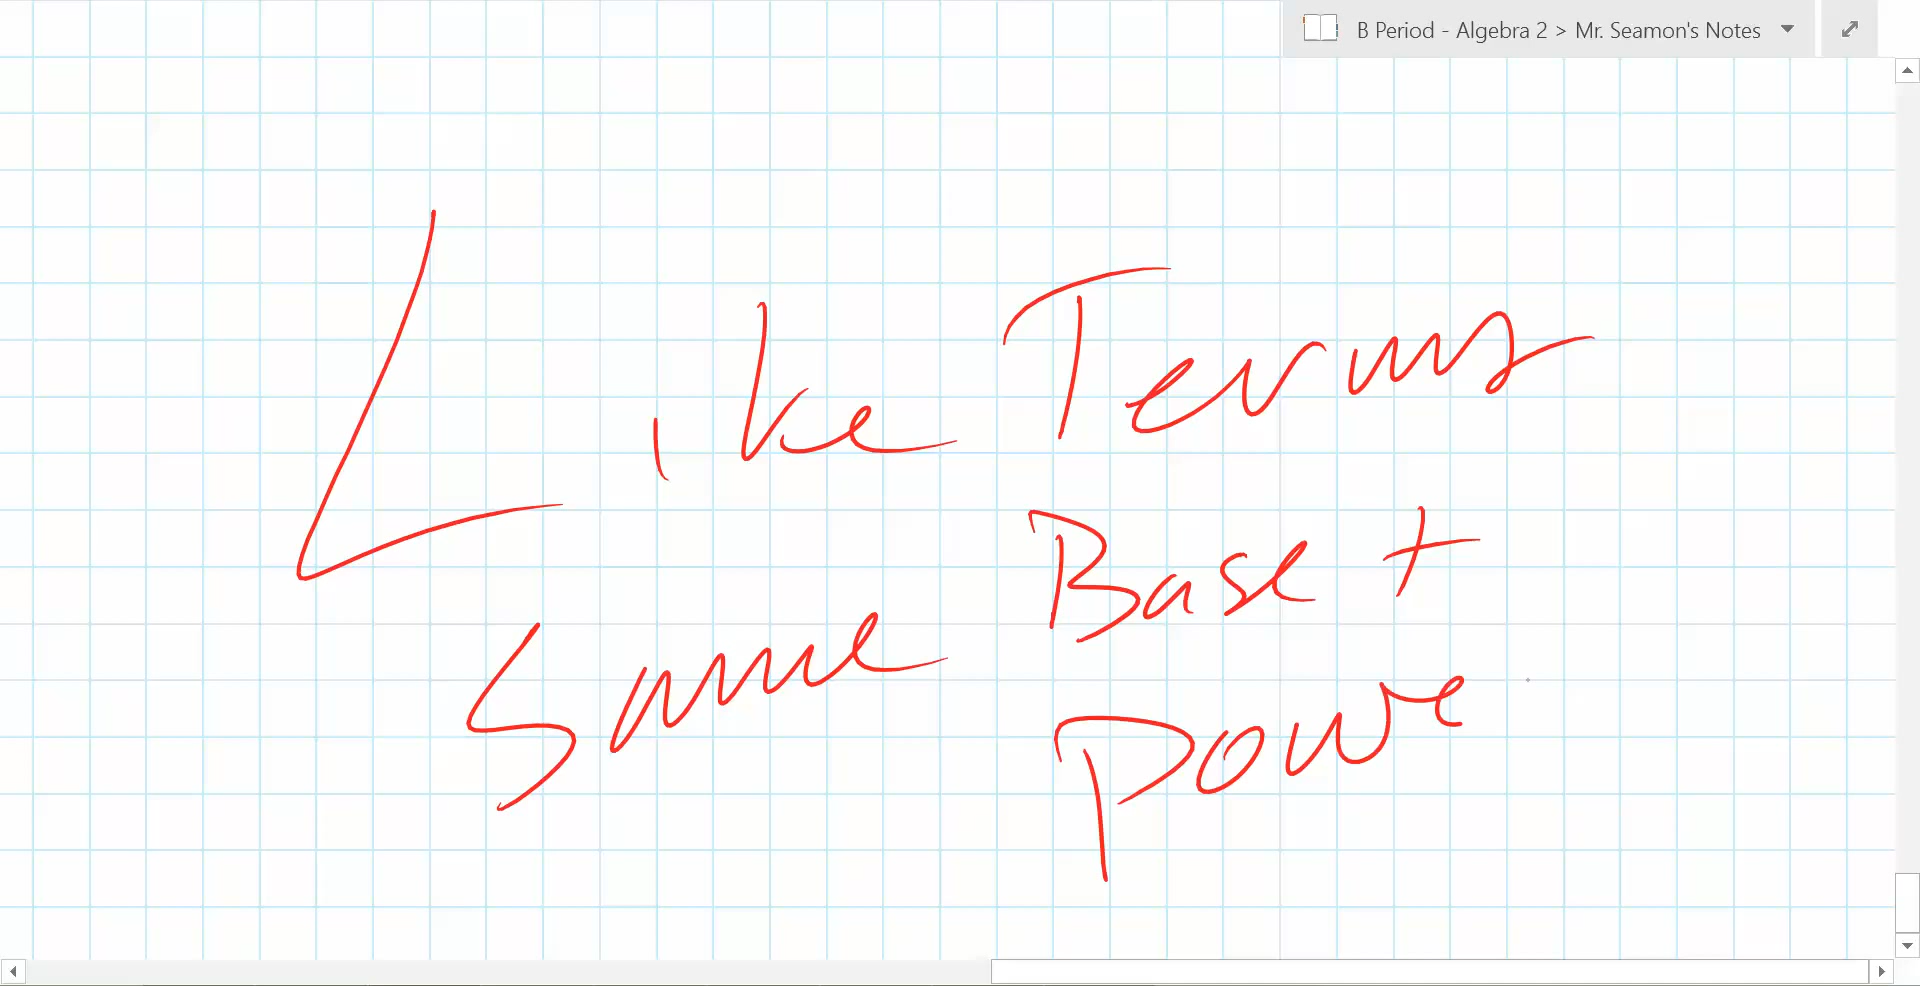 B Period - Algebra 2 > Mr. Seamon's Notes
Like Terms
Same Base +
Powe